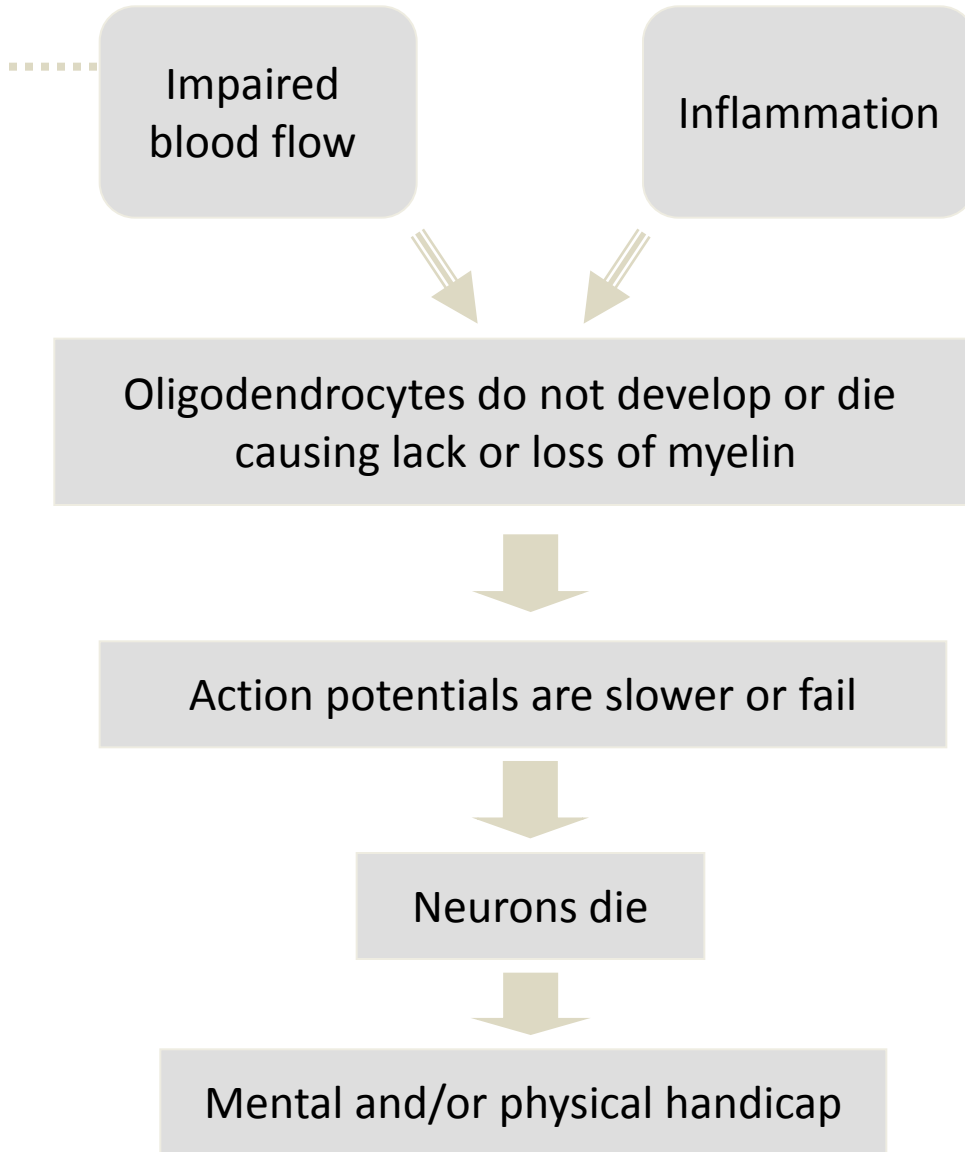 Impaired
blood flow
Inflammation
Oligodendrocytes do not develop or die
causing lack or loss of myelin
Action potentials are slower or fail
Neurons die
Mental and/or physical handicap